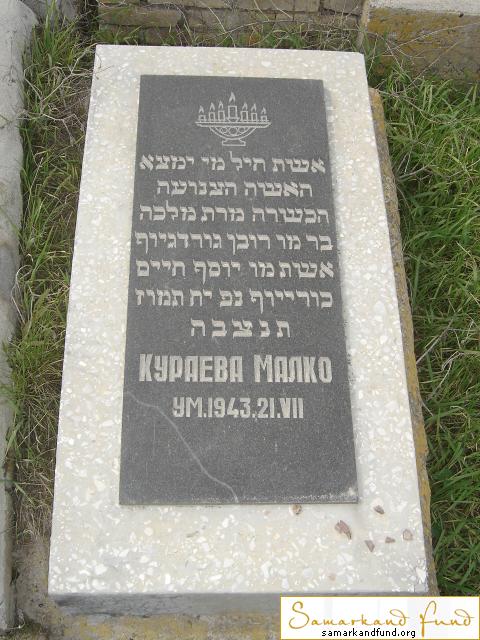 אשת חיל מי ימצא
האשה הצנועה
הכשרה מרת מלכה
בר מו רובן גורדגיוף
אשת מו יוסף חיים
כורייוף נפ יח תמוז
תנצבה
КУРАЕВА МАЛКО
УМ.1943.21.VII
Samarkand Fund
samarkandfund.org